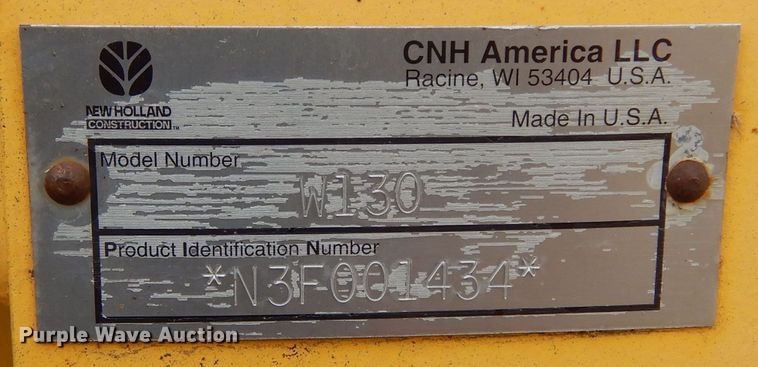 NEW HOLLAND
CONSTRUCTION™
CNH America LLC
Racine, WI 53404 U.S.A.
Made In U.S.A.
Model Number
W130
Product Identification Number
*N3F001434*
Purple Wave Auction